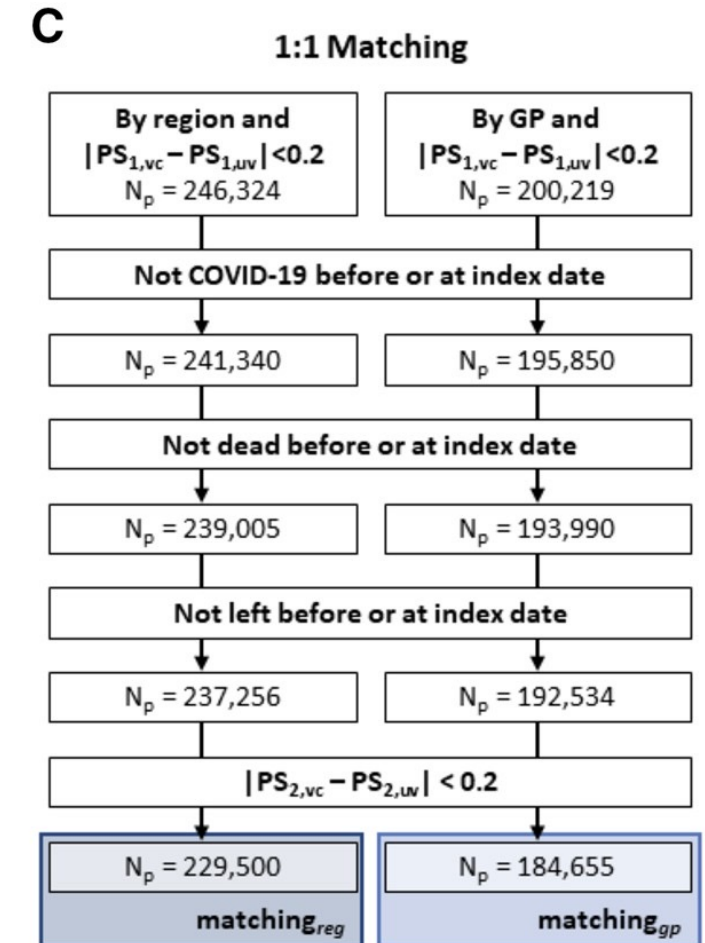 C
1:1 Matching
By region and
|PS1,vc – PS1,uv|<0.2
Np = 246,324
By GP and
|PS1,vc – PS1,uv|<0.2
Np = 200,219
Not COVID-19 before or at index date
Np = 241,340
Np = 195,850
Not dead before or at index date
Np = 239,005
Np = 193,990
Not left before or at index date
Np = 237,256
Np = 192,534
|PS2,vc – PS2,uv| < 0.2
Np = 229,500
Np = 184,655
matchingreg
matchinggp